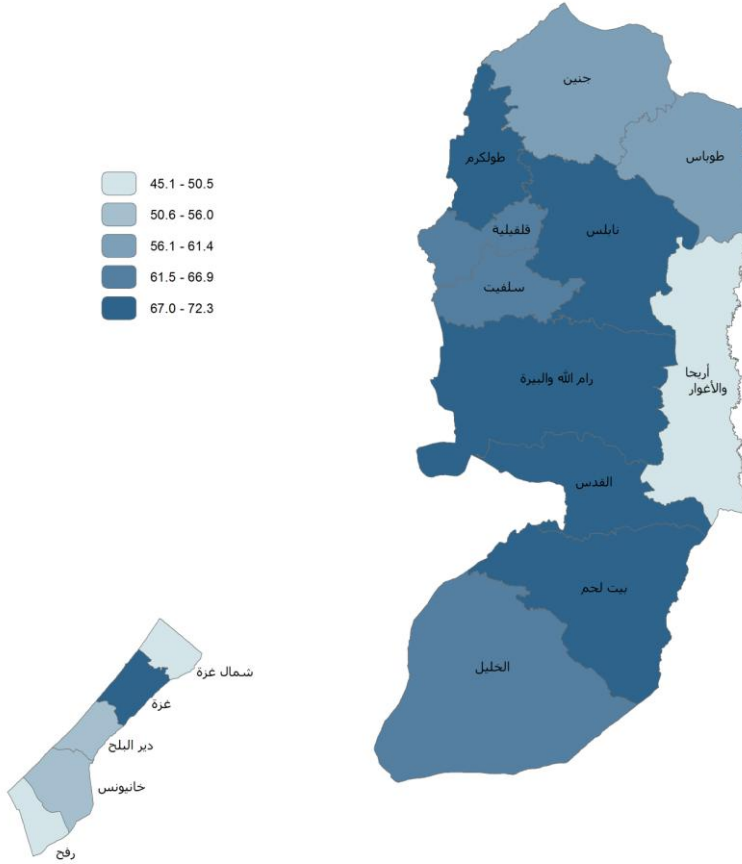 جنين
طوباس
طولكرم
45.1 - 50.5
50.6 - 56.0
قلقيلية
نابلس
56.1 - 61.4
61.5 - 66.9
سلفيت
67.0 - 72.3
أريحا
والأغوار
رام الله والبيرة
القدس
بيت لحم
الخليل
شمال غزة
غزة
دير البلح
خانيونس
رفح